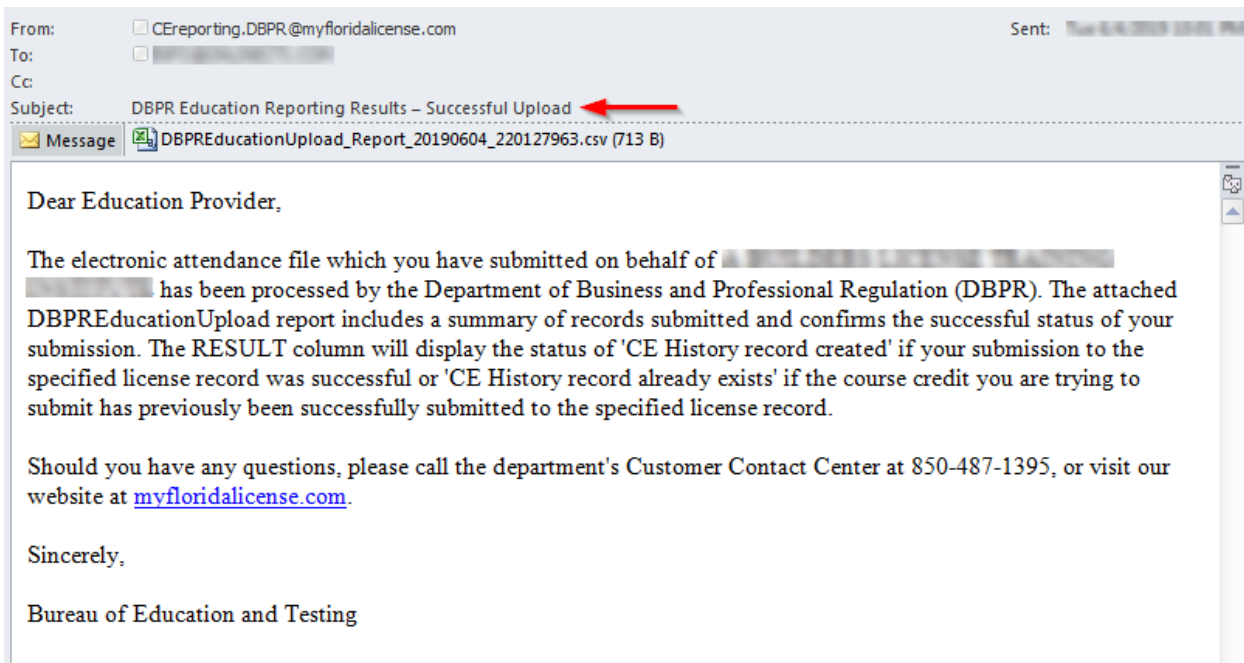 From: CEreporting.DBPR@myfloridalicense.com Sent:
To:
Cc:
Subject: DBPR Education Reporting Results – Successful Upload
Message DBPREducationUpload_Report_20190604_220127963.csv (713 B)
Dear Education Provider,
The electronic attendance file which you have submitted on behalf of
has been processed by the Department of Business and Professional Regulation (DBPR). The attached
DBPREducationUpload report includes a summary of records submitted and confirms the successful status of your
submission. The RESULT column will display the status of 'CE History record created' if your submission to the
specified license record was successful or 'CE History record already exists' if the course credit you are trying to
submit has previously been successfully submitted to the specified license record.
Should you have any questions, please call the department's Customer Contact Center at 850-487-1395, or visit our
website at myfloridalicense.com.
Sincerely,
Bureau of Education and Testing